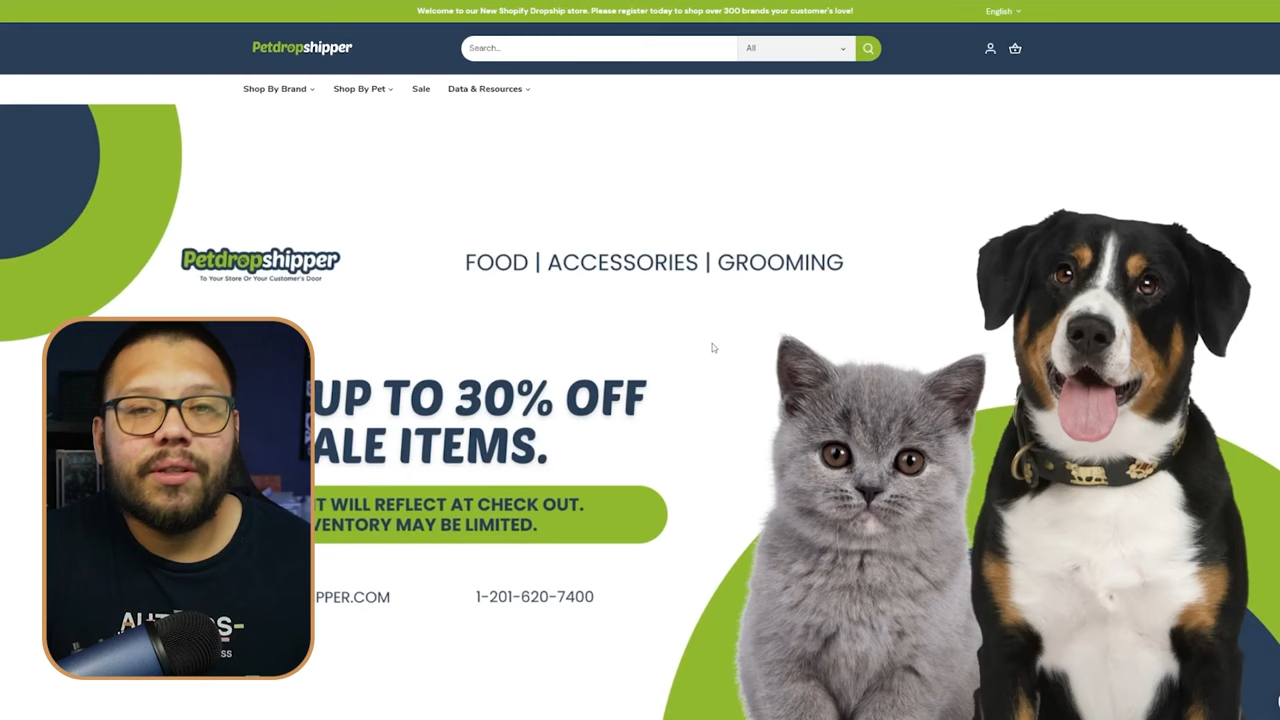 Welcome to our New Shopify Dropship store. Please register today to shop over 300 brands your customer's love!
English
Petdropshipper
Search...
All
Shop By Brand
Shop By Pet
Sale
Data & Resources
Petdropshipper
To Your Store Or Your Customer's Door
FOOD | ACCESSORIES | GROOMING
UP TO 30% OFF
ALE ITEMS.
T WILL REFLECT AT CHECK OUT.
VENTORY MAY BE LIMITED.
PPER.COM
1-201-620-7400